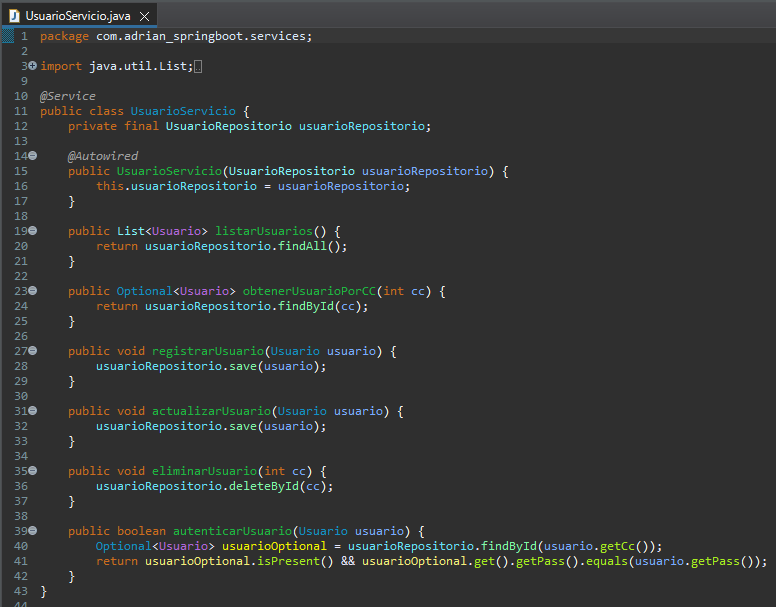 UsuarioServicio.java
1 package com.adrian_springboot.services;
2
3 import java.util.List;
9
10 @Service
11 public class UsuarioServicio {
12     private final UsuarioRepositorio usuarioRepositorio;
13
14     @Autowired
15     public UsuarioServicio(UsuarioRepositorio usuarioRepositorio) {
16         this.usuarioRepositorio = usuarioRepositorio;
17     }
18
19     public List<Usuario> listarUsuarios() {
20         return usuarioRepositorio.findAll();
21     }
22
23     public Optional<Usuario> obtenerUsuarioPorCC(int cc) {
24         return usuarioRepositorio.findById(cc);
25     }
26
27     public void registrarUsuario(Usuario usuario) {
28         usuarioRepositorio.save(usuario);
29     }
30
31     public void actualizarUsuario(Usuario usuario) {
32         usuarioRepositorio.save(usuario);
33     }
34
35     public void eliminarUsuario(int cc) {
36         usuarioRepositorio.deleteById(cc);
37     }
38
39     public boolean autenticarUsuario(Usuario usuario) {
40         Optional<Usuario> usuarioOptional = usuarioRepositorio.findById(usuario.getCc());
41         return usuarioOptional.isPresent() && usuarioOptional.get().getPass().equals(usuario.getPass());
42     }
43 }
44